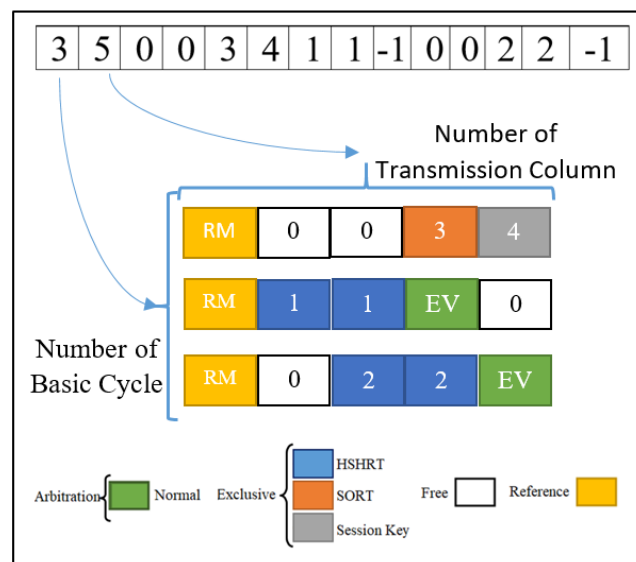 3 5 0 0 3 4 1 1 -1 0 0 2 2 -1
Number of
Transmission Column
RM 0 0 3 4
RM 1 1 EV 0
Number of
Basic Cycle
RM 0 2 2 EV
HSHRT
Arbitration Normal Exclusive SORT Free Reference
Session Key